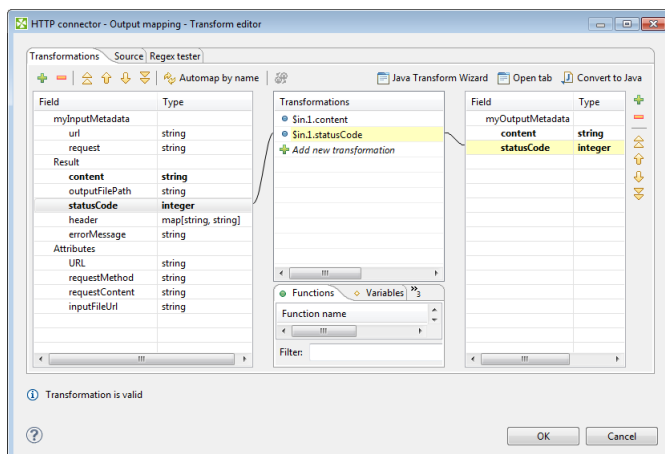 HTTP connector - Output mapping - Transform editor
Transformations Source Regex tester
Automap by name Java Transform Wizard Open tab Convert to Java
Field Type
myInputMetadata
url string
request string
Result
content string
outputFilePath string
statusCode integer
header map[string, string]
errorMessage string
Attributes
URL string
requestMethod string
requestContent string
inputFileUrl string
Transformations
$in.1.content
$in.1.statusCode
Add new transformation
Functions Variables »3
Function name
Filter:
Field Type
myOutputMetadata
content string
statusCode integer
Transformation is valid
OK Cancel